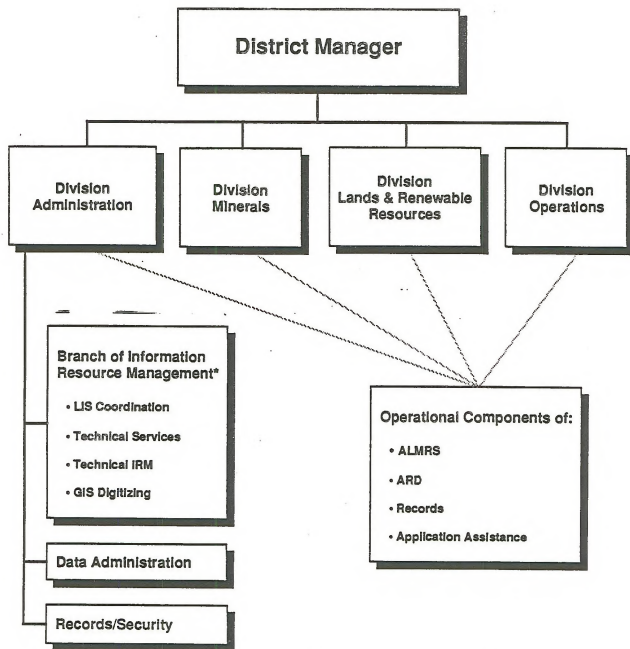 District Manager
Division
Administration
Division
Minerals
Division
Lands & Renewable
Resources
Division
Operations
Branch of Information
Resource Management*
• LIS Coordination
• Technical Services
• Technical IRM
• GIS Digitizing
Operational Components of:
• ALMRS
• ARD
• Records
• Application Assistance
Data Administration
Records/Security